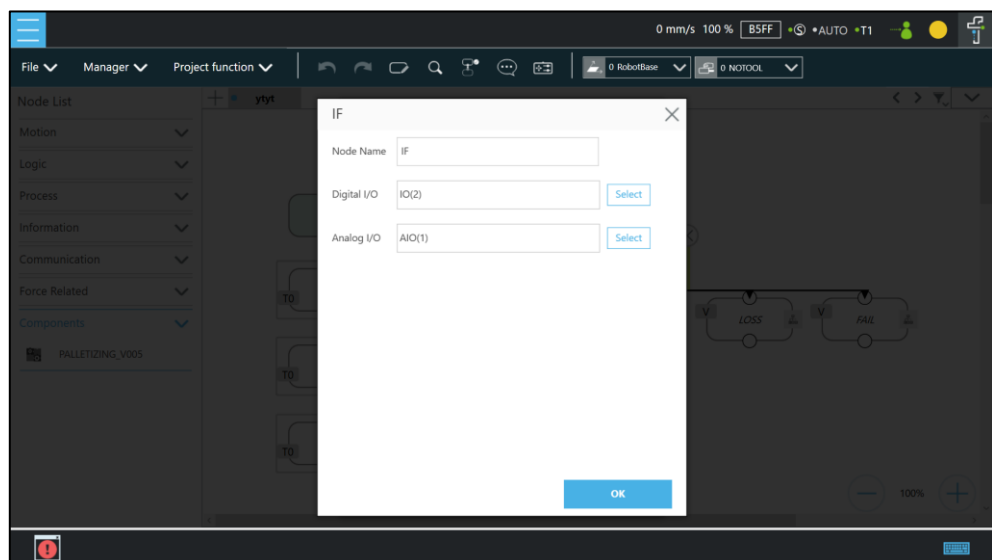 0 mm/s 100 % B5FF •Ⓢ •AUTO •T1
File Manager Project function 0 RobotBase 0 NOTOOL
Node List
ytyt
Motion
Logic
Process
Information
Communication
Force Related
Components
PALLETIZING_V005
T0
T0
T0
IF
Node Name IF
Digital I/O IO(2) Select
Analog I/O AIO(1) Select
OK
V LOSS
V FAIL
100%